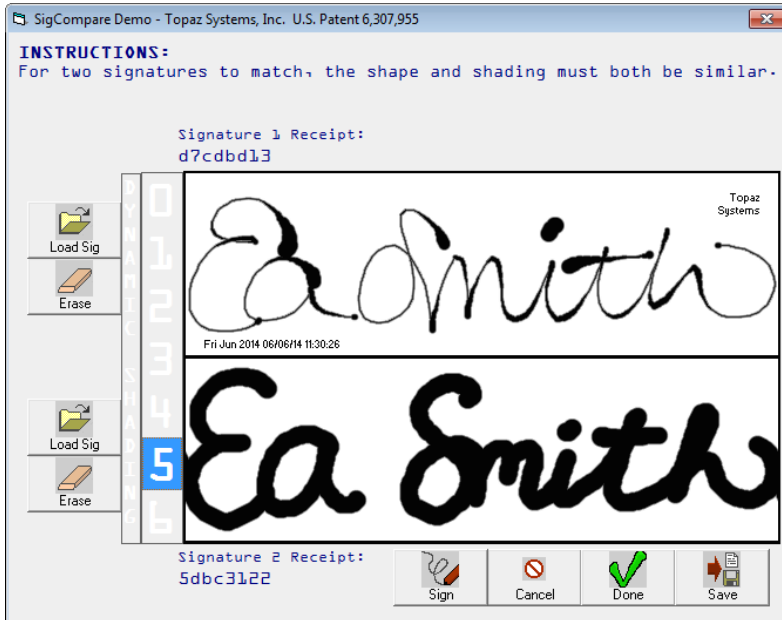 SigCompare Demo - Topaz Systems, Inc. U.S. Patent 6,307,955
INSTRUCTIONS:
For two signatures to match, the shape and shading must both be similar.
Signature 1 Receipt:
d7cdbd13
Load Sig
Erase
DYNAMIC SHADING
0
1
2
3
4
5
6
Topaz
Systems
Ea Smith
Fri Jun 2014 06/06/14 11:30:26
Load Sig
Erase
Ea Smith
Signature 2 Receipt:
5dbc3122
Sign
Cancel
Done
Save